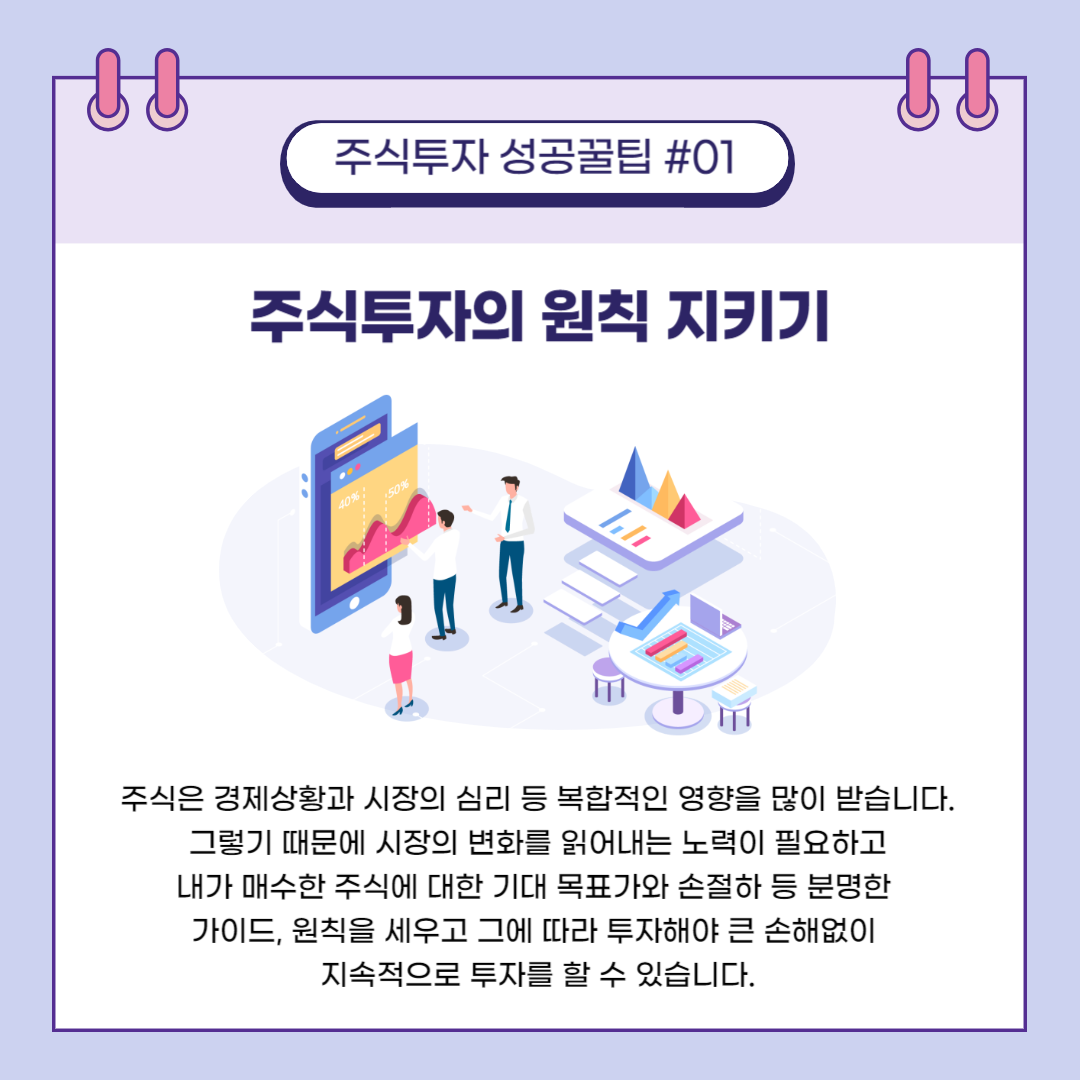 주식투자 성공꿀팁 #01
주식투자의 원칙 지키기
40%
50%
주식은 경제상황과 시장의 심리 등 복합적인 영향을 많이 받습니다.
그렇기 때문에 시장의 변화를 읽어내는 노력이 필요하고
내가 매수한 주식에 대한 기대 목표가와 손절하 등 분명한
가이드, 원칙을 세우고 그에 따라 투자해야 큰 손해없이
지속적으로 투자를 할 수 있습니다.